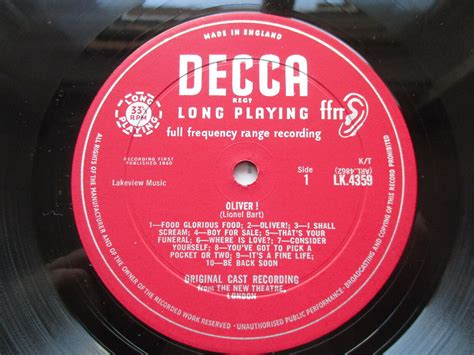 MADE IN ENGLAND
DECCA
REGD
LONG PLAYING ffrr
full frequency range recording
LONG 33⅓ RPM PLAYING
RECORDING FIRST
PUBLISHED 1960
K/T
(ARL.4862)
Lakeview Music
Side
1
LK.4359
OLIVER!
(Lionel Bart)
1—FOOD GLORIOUS FOOD; 2—OLIVER!; 3—I SHALL
SCREAM; 4—BOY FOR SALE; 5—THAT'S YOUR
FUNERAL; 6—WHERE IS LOVE?; 7—CONSIDER
YOURSELF; 8—YOU'VE GOT TO PICK A
POCKET OR TWO; 9—IT'S A FINE LIFE;
10—BE BACK SOON
ORIGINAL CAST RECORDING
from THE NEW THEATRE,
LONDON
ALL RIGHTS OF THE MANUFACTURER AND OF THE OWNER OF THE RECORDED WORK RESERVED · UNAUTHORISED PUBLIC PERFORMANCE, BROADCASTING AND COPYING OF THIS RECORD PROHIBITED